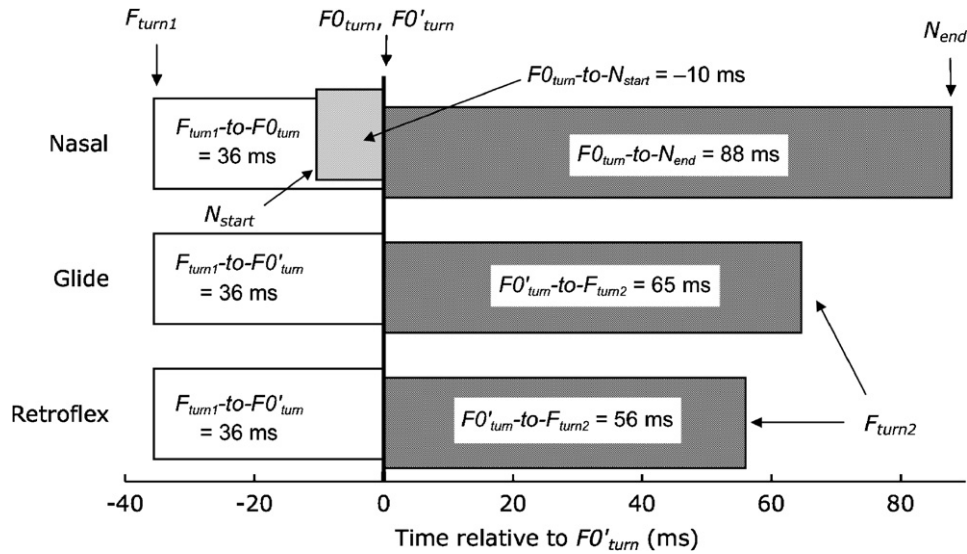 F_turn1
F0_turn, F0'_turn
N_end
F0_turn-to-N_start = –10 ms
Nasal
F_turn1-to-F0_turn
= 36 ms
F0_turn-to-N_end = 88 ms
N_start
Glide
F_turn1-to-F0'_turn
= 36 ms
F0'_turn-to-F_turn2 = 65 ms
Retroflex
F_turn1-to-F0'_turn
= 36 ms
F0'_turn-to-F_turn2 = 56 ms
F_turn2
-40 -20 0 20 40 60 80
Time relative to F0'_turn (ms)